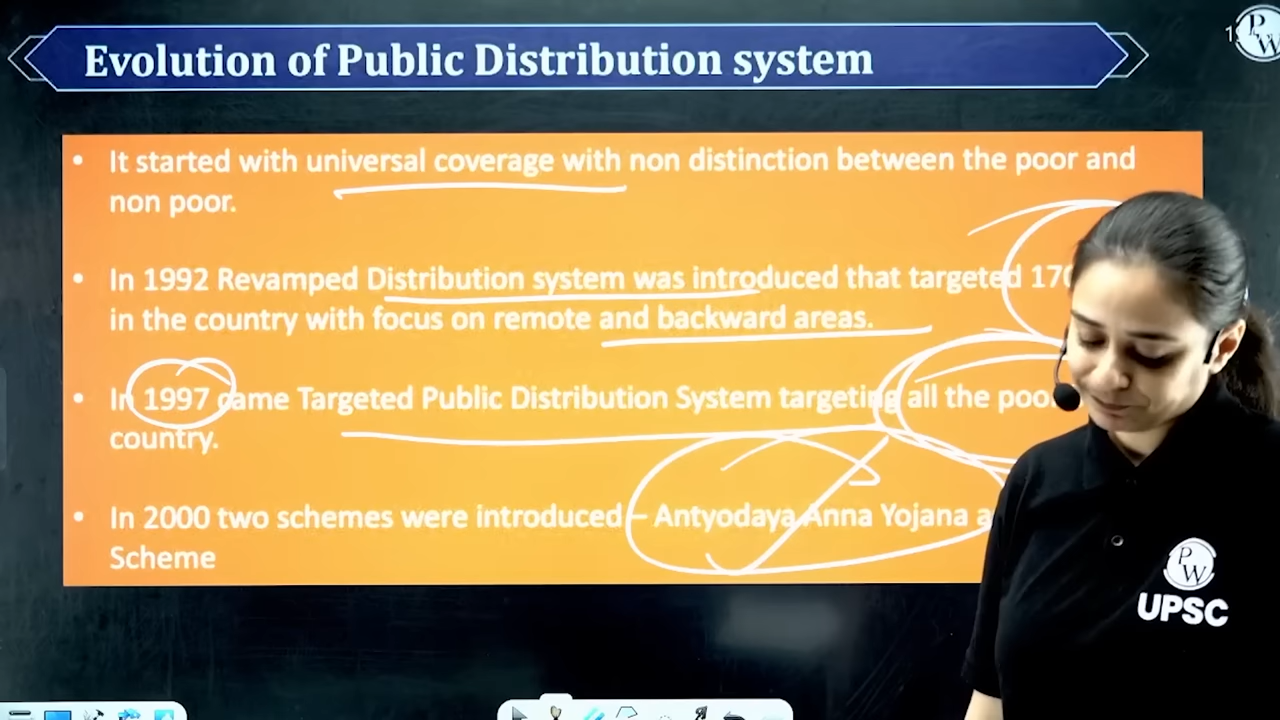 Evolution of Public Distribution system
• It started with universal coverage with non distinction between the poor and
non poor.
• In 1992 Revamped Distribution system was introduced that targeted
in the country with focus on remote and backward areas.
• In 1997 came Targeted Public Distribution System targeting all the poor
country.
• In 2000 two schemes were introduced – Antyodaya Anna Yojana
Scheme
PW
PW
UPSC